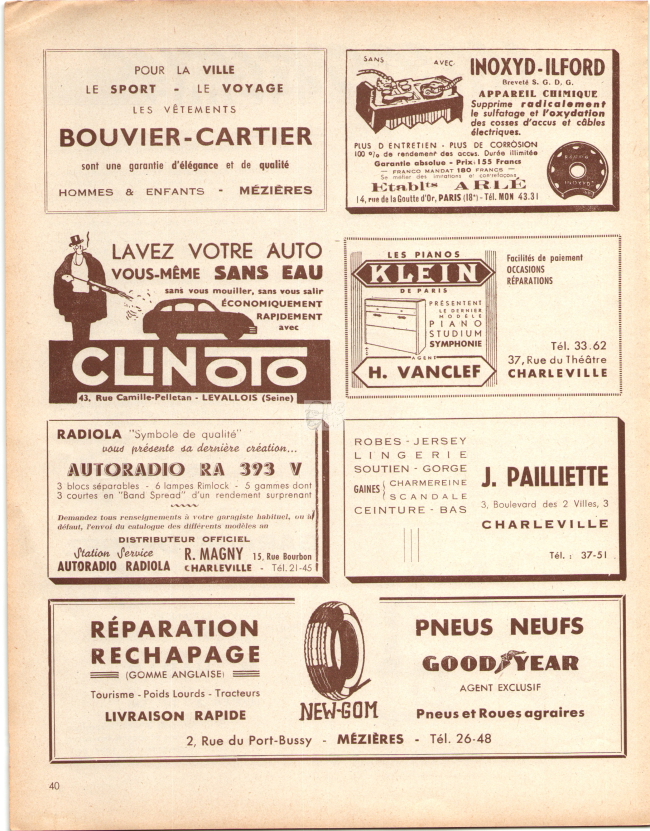 POUR LA VILLE
LE SPORT - LE VOYAGE
LES VÊTEMENTS
BOUVIER-CARTIER
sont une garantie d'élégance et de qualité
HOMMES & ENFANTS - MÉZIÈRES
SANS AVEC
INOXYD-ILFORD
Breveté S. G. D. G.
APPAREIL CHIMIQUE
Supprime radicalement
le sulfatage et l'oxydation
des cosses d'accus et câbles
électriques.
PLUS D'ENTRETIEN - PLUS DE CORROSION
100 % de rendement des accus. Durée illimitée
Garantie absolue - Prix: 155 Francs
— FRANCO MANDAT 180 FRANCS —
Se méfier des imitations et contrefaçons
Etablts ARLÉ
14, rue de la Goutte d'Or, PARIS (18e) - Tél. MON 43.31
INOXYD
LAVEZ VOTRE AUTO
VOUS-MÊME SANS EAU
sans vous mouiller, sans vous salir
ÉCONOMIQUEMENT
RAPIDEMENT
avec
CLINOTO
43, Rue Camille-Pelletan - LEVALLOIS (Seine)
LES PIANOS
KLEIN
DE PARIS
PRÉSENTENT
LE DERNIER
MODÈLE
PIANO
STUDIUM
SYMPHONIE
AGENT
H. VANCLEF
Facilités de paiement
OCCASIONS
RÉPARATIONS
Tél. 33.62
37, Rue du Théâtre
CHARLEVILLE
RADIOLA "Symbole de qualité"
vous présente sa dernière création...
AUTORADIO RA 393 V
3 blocs séparables - 6 lampes Rimlock - 5 gammes dont
3 courtes en "Band Spread" d'un rendement surprenant
Demandez tous renseignements à votre garagiste habituel, ou à
défaut, l'envoi du catalogue des différents modèles au
DISTRIBUTEUR OFFICIEL
Station Service
AUTORADIO RADIOLA
R. MAGNY 15, Rue Bourbon
CHARLEVILLE - Tél. 21-45
ROBES - JERSEY
LINGERIE
SOUTIEN - GORGE
GAINES CHARMEREINE
SCANDALE
CEINTURE - BAS
J. PAILLIETTE
3, Boulevard des 2 Villes, 3
CHARLEVILLE
Tél. : 37-51
RÉPARATION
RECHAPAGE
(GOMME ANGLAISE)
Tourisme - Poids Lourds - Tracteurs
LIVRAISON RAPIDE
NEW-GOM
PNEUS NEUFS
GOODYEAR
AGENT EXCLUSIF
Pneus et Roues agraires
2, Rue du Port-Bussy - MÉZIÈRES - Tél. 26-48
40